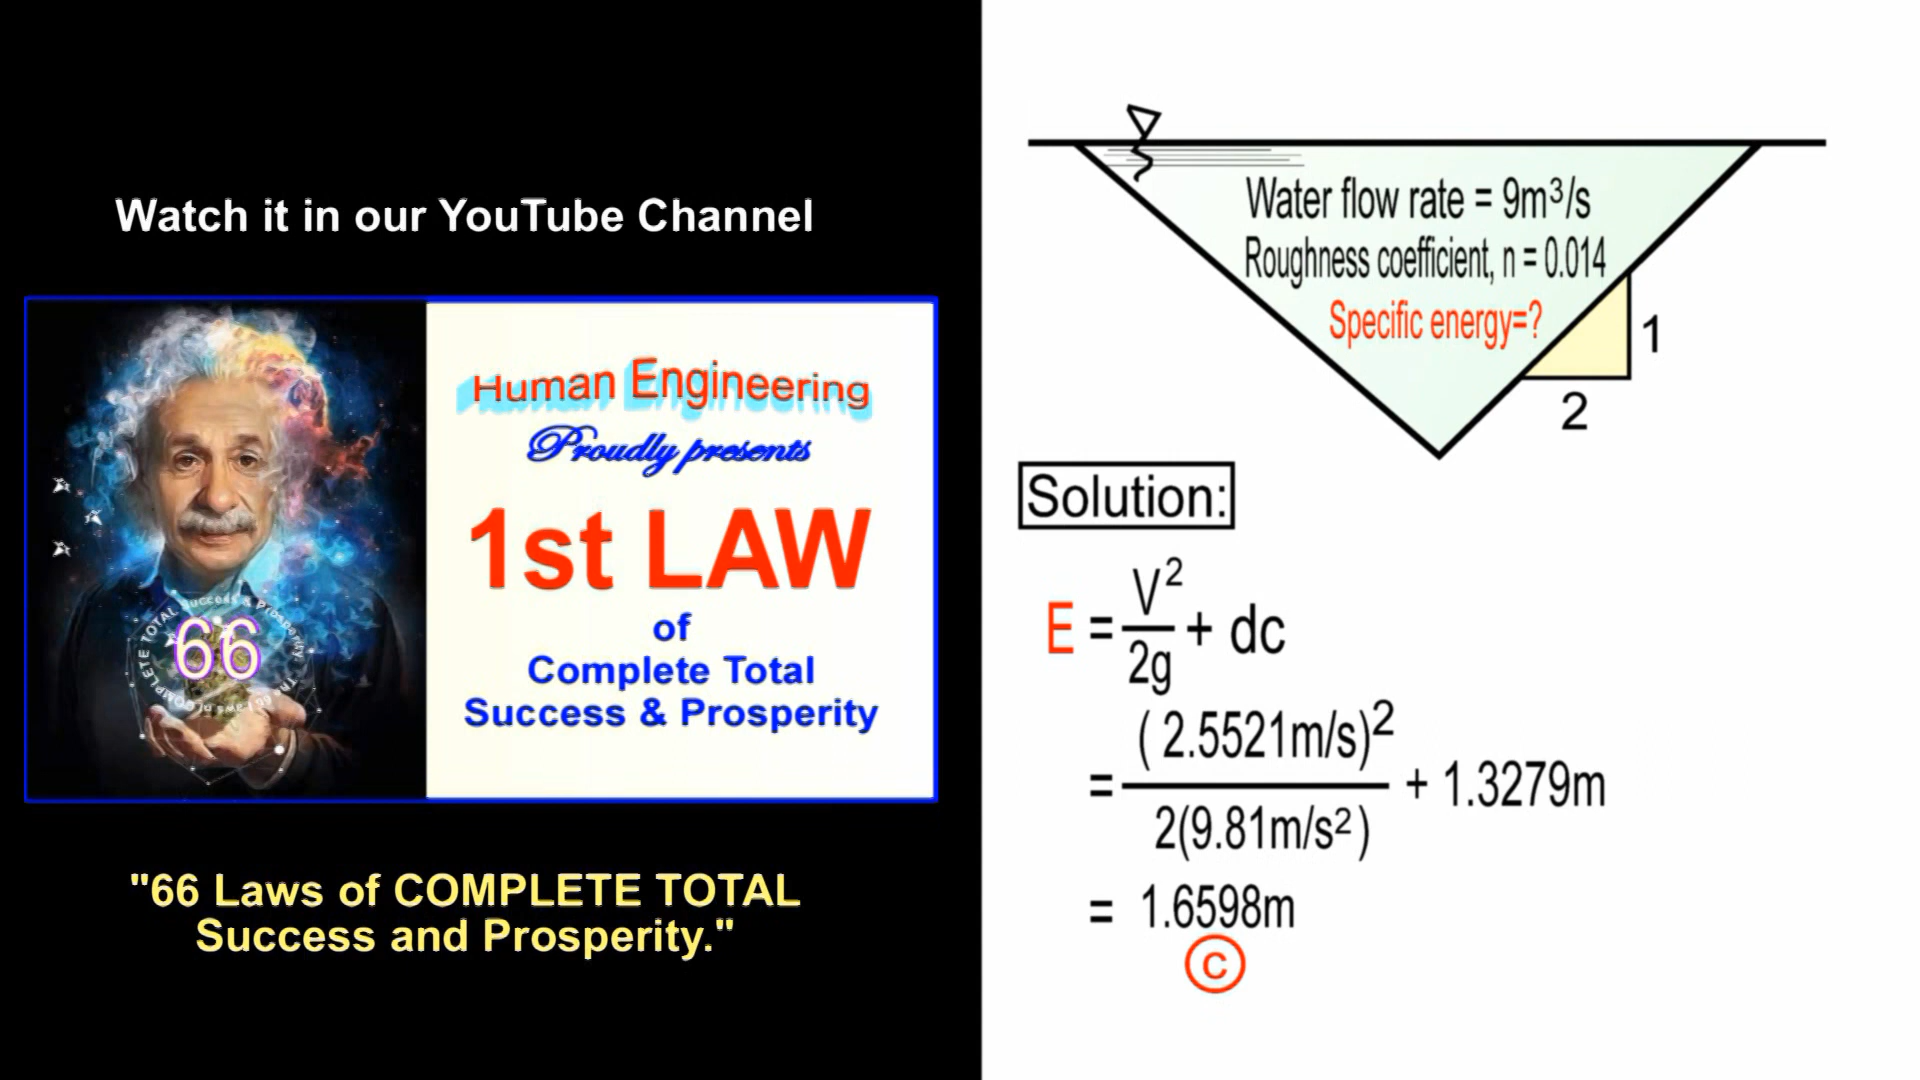 Watch it in our YouTube Channel
66
Human Engineering
Proudly presents
1st LAW
of
Complete Total
Success & Prosperity
"66 Laws of COMPLETE TOTAL
Success and Prosperity."
Water flow rate = 9m³/s
Roughness coefficient, n = 0.014
Specific energy=?
1
2
Solution:
E = V²/2g + dc
= (2.5521m/s)²/2(9.81m/s²) + 1.3279m
= 1.6598m
C